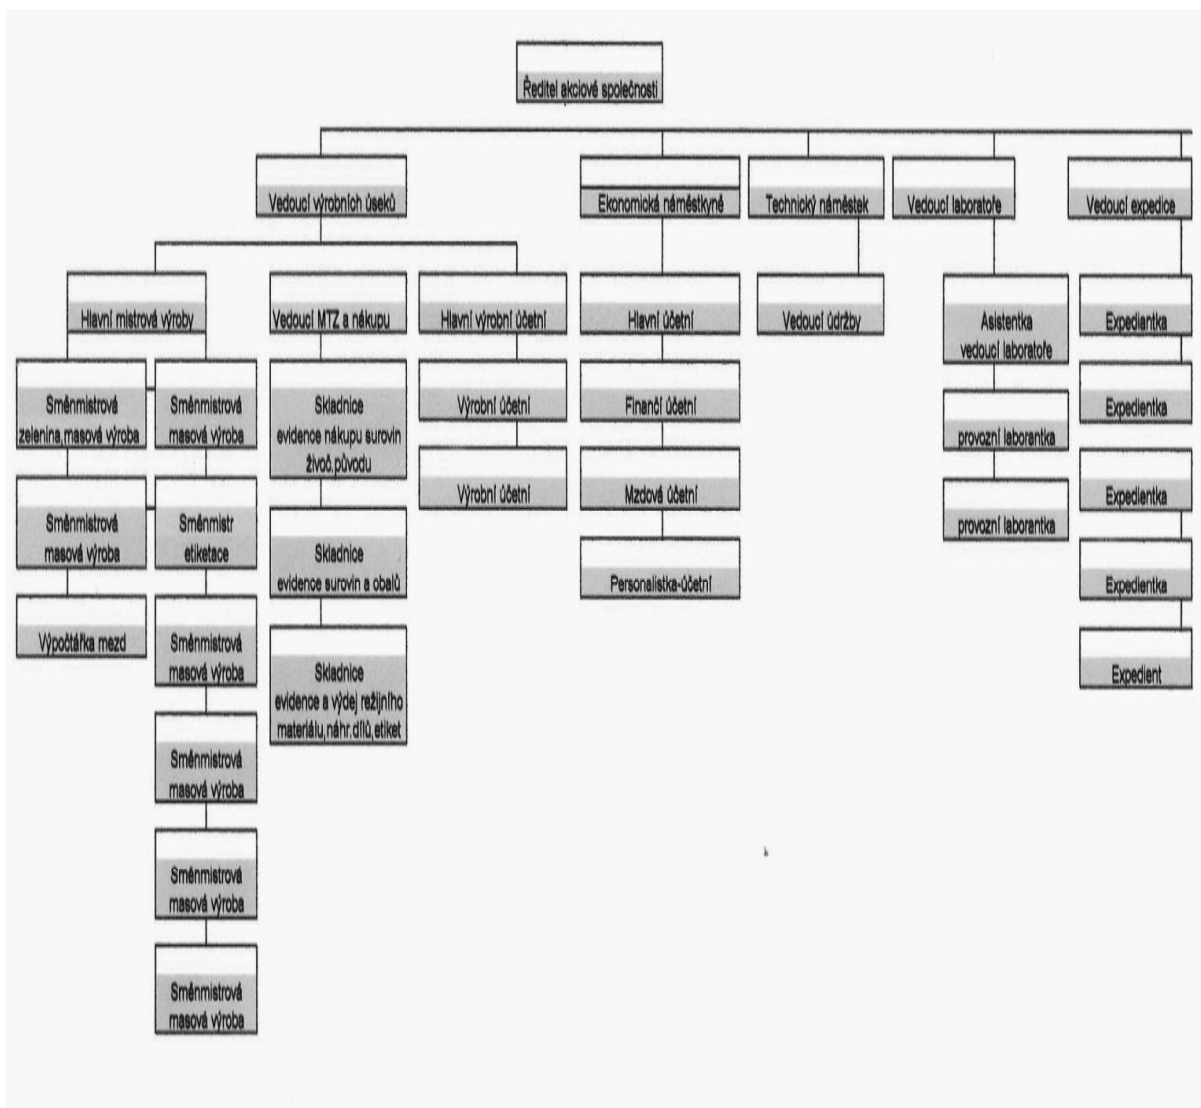 Ředitel akciové společnosti
Vedoucí výrobních úseků
Ekonomická náměstkyně
Technický náměstek
Vedoucí laboratoře
Vedoucí expedice
Hlavní mistrová výroby
Vedoucí MTZ a nákupu
Hlavní výrobní účetní
Hlavní účetní
Vedoucí údržby
Asistentka
vedoucí laboratoře
Expediantka
Směnmistrová
zelenina,masová výroba
Směnmistrová
masová výroba
Skladnice
evidence nákupu surovin
živoč.původu
Výrobní účetní
Finančí účetní
provozní laborantka
Expedientka
Směnmistrová
masová výroba
Směnmistr
etiketace
Skladnice
evidence surovin a obalů
Výrobní účetní
Mzdová účetní
provozní laborantka
Expedientka
Výpočtářka mezd
Směnmistrová
masová výroba
Skladnice
evidence a výdej režijního
materiálu,náhr.dílů,etiket
Personalistka-účetní
Expedientka
Expedient
Směnmistrová
masová výroba
Směnmistrová
masová výroba
Směnmistrová
masová výroba